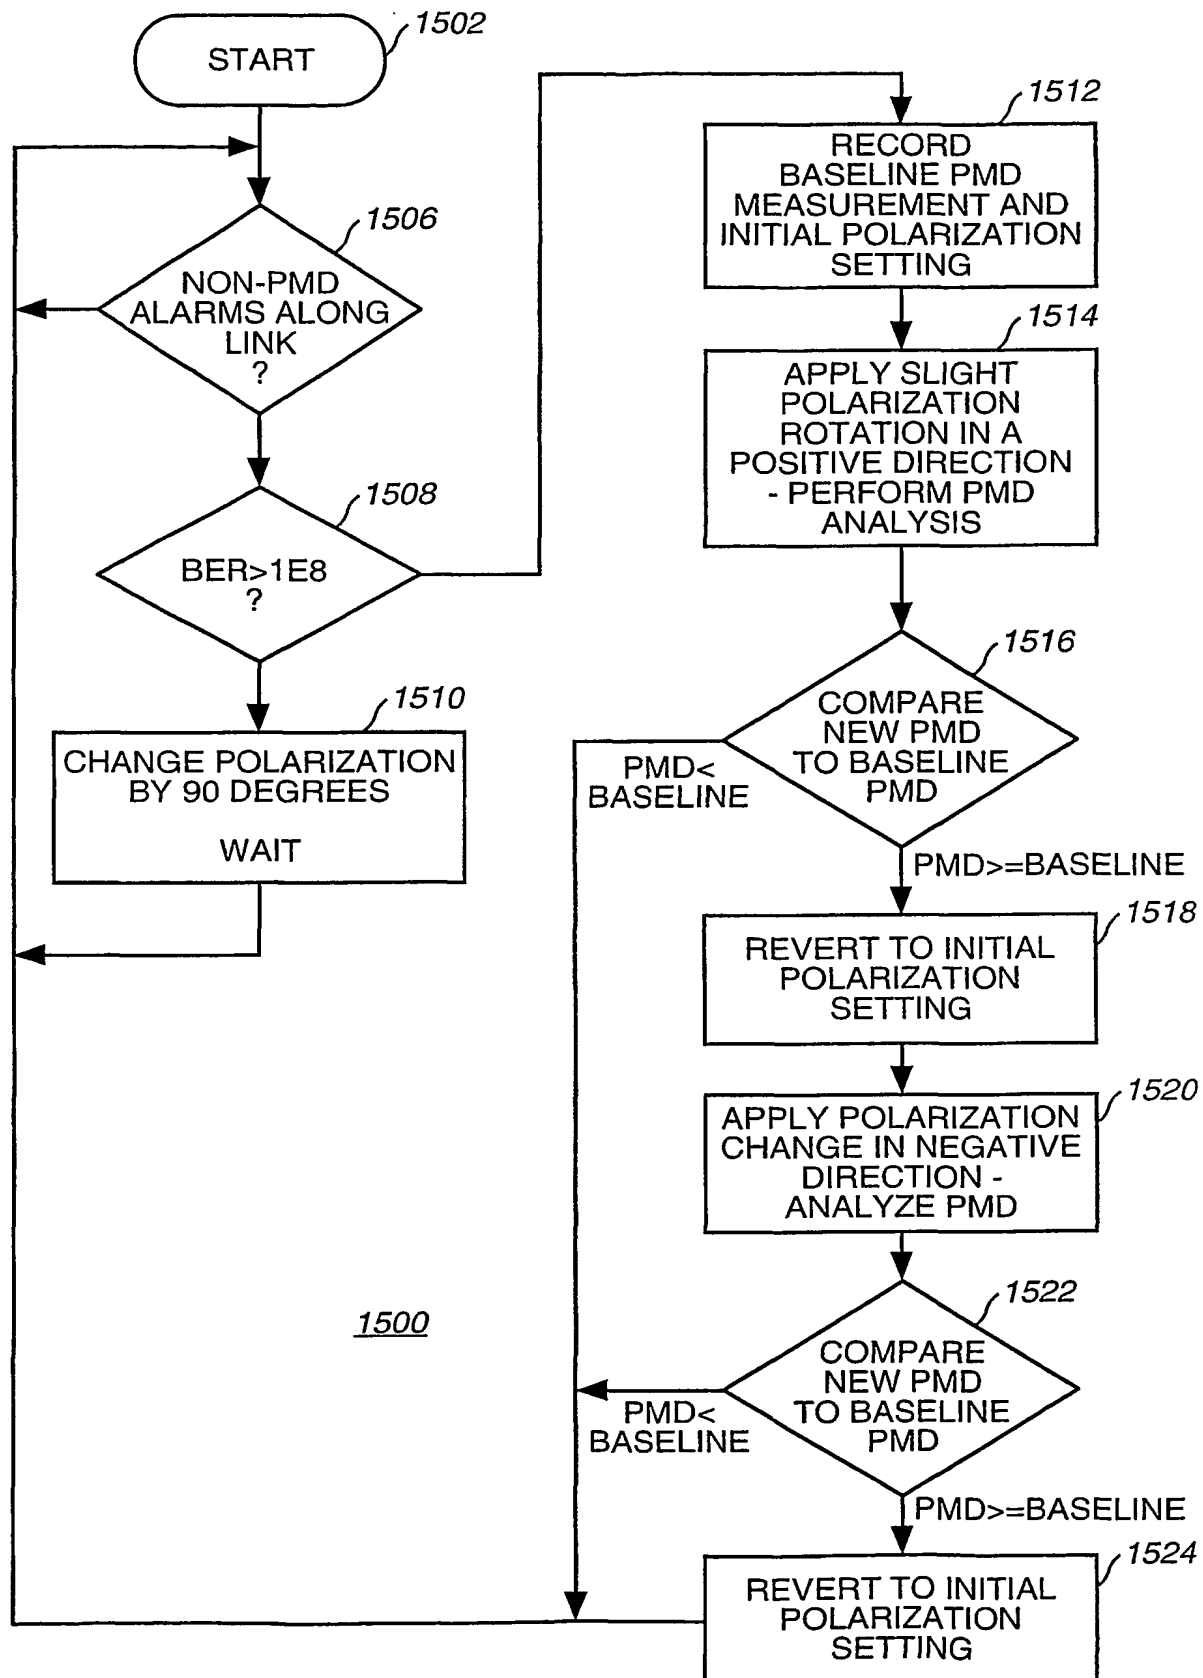 1502
START
1506
NON-PMD
ALARMS ALONG
LINK
?
1508
BER>1E8
?
1510
CHANGE POLARIZATION
BY 90 DEGREES
WAIT
1512
RECORD
BASELINE PMD
MEASUREMENT AND
INITIAL POLARIZATION
SETTING
1514
APPLY SLIGHT
POLARIZATION
ROTATION IN A
POSITIVE DIRECTION
- PERFORM PMD
ANALYSIS
1516
COMPARE
NEW PMD
TO BASELINE
PMD
PMD<
BASELINE
PMD>=BASELINE
1518
REVERT TO INITIAL
POLARIZATION
SETTING
1520
APPLY POLARIZATION
CHANGE IN NEGATIVE
DIRECTION -
ANALYZE PMD
1500
1522
COMPARE
NEW PMD
TO BASELINE
PMD
PMD<
BASELINE
PMD>=BASELINE
1524
REVERT TO INITIAL
POLARIZATION
SETTING